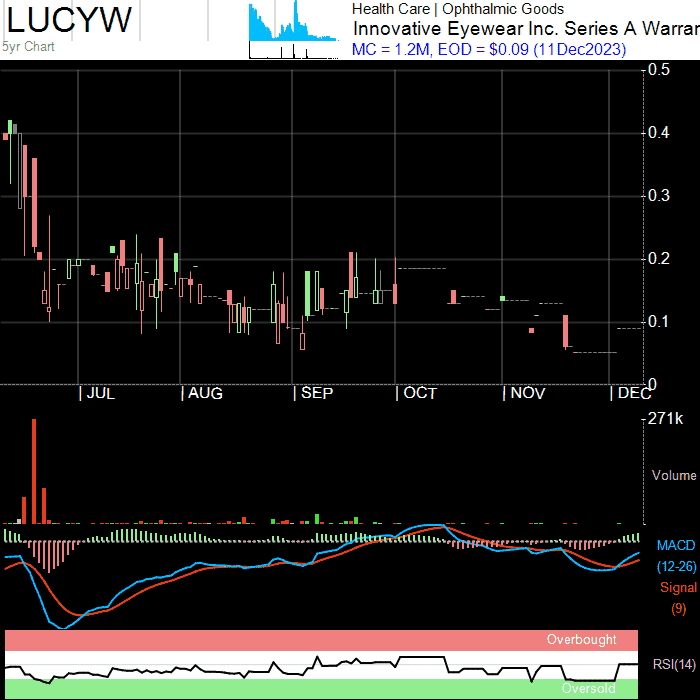 LUCYW
5yr Chart
Health Care | Ophthalmic Goods
Innovative Eyewear Inc. Series A Warrar
MC = 1.2M, EOD = $0.09 (11Dec2023)
0.5
0.4
0.3
0.2
0.1
0
JUL AUG SEP OCT NOV DEC
271k
Volume
MACD
(12-26)
Signal
(9)
Overbought
RSI(14)
Oversold